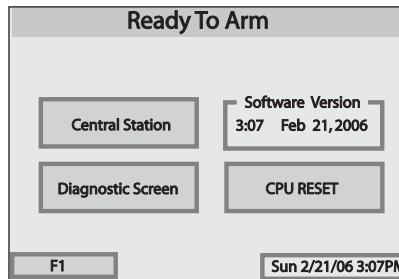 Ready To Arm
Central Station
Software Version
3:07 Feb 21,2006
Diagnostic Screen
CPU RESET
F1
Sun 2/21/06 3:07PM